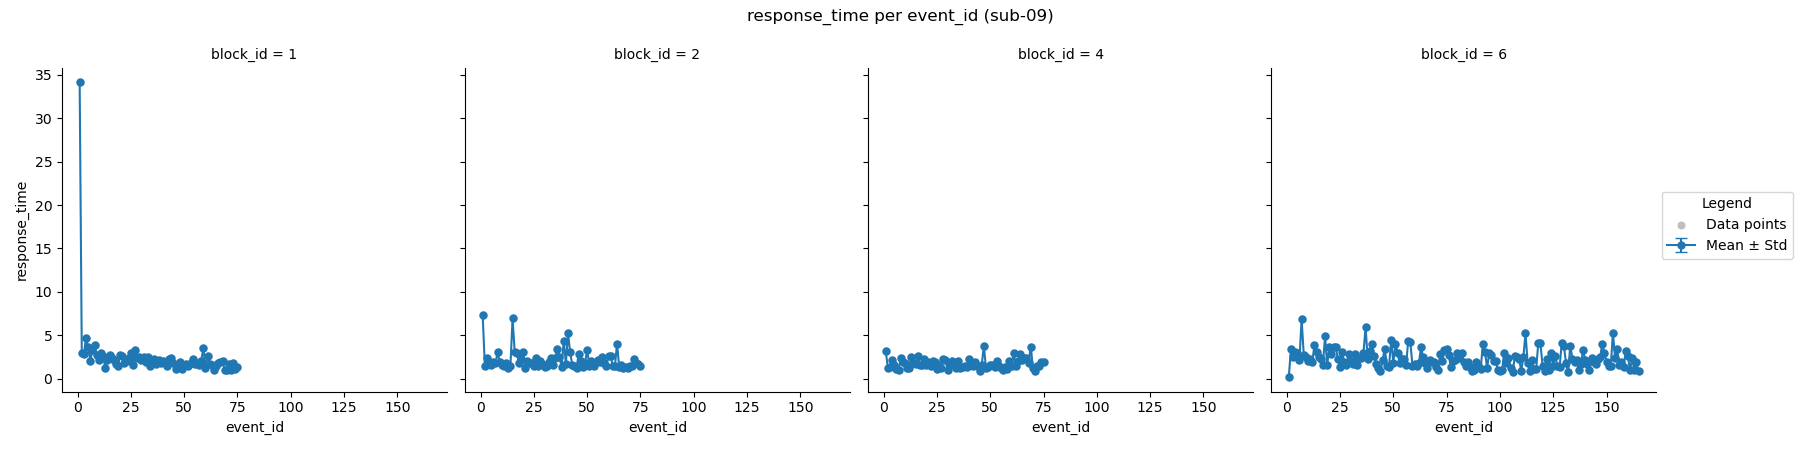 response_time per event_id (sub-09)
block_id = 1
block_id = 2
block_id = 4
block_id = 6
35
30
25
20
15
10
5
0
response_time
0 25 50 75 100 125 150
0 25 50 75 100 125 150
0 25 50 75 100 125 150
0 25 50 75 100 125 150
event_id
event_id
event_id
event_id
Legend
Data points
Mean ± Std